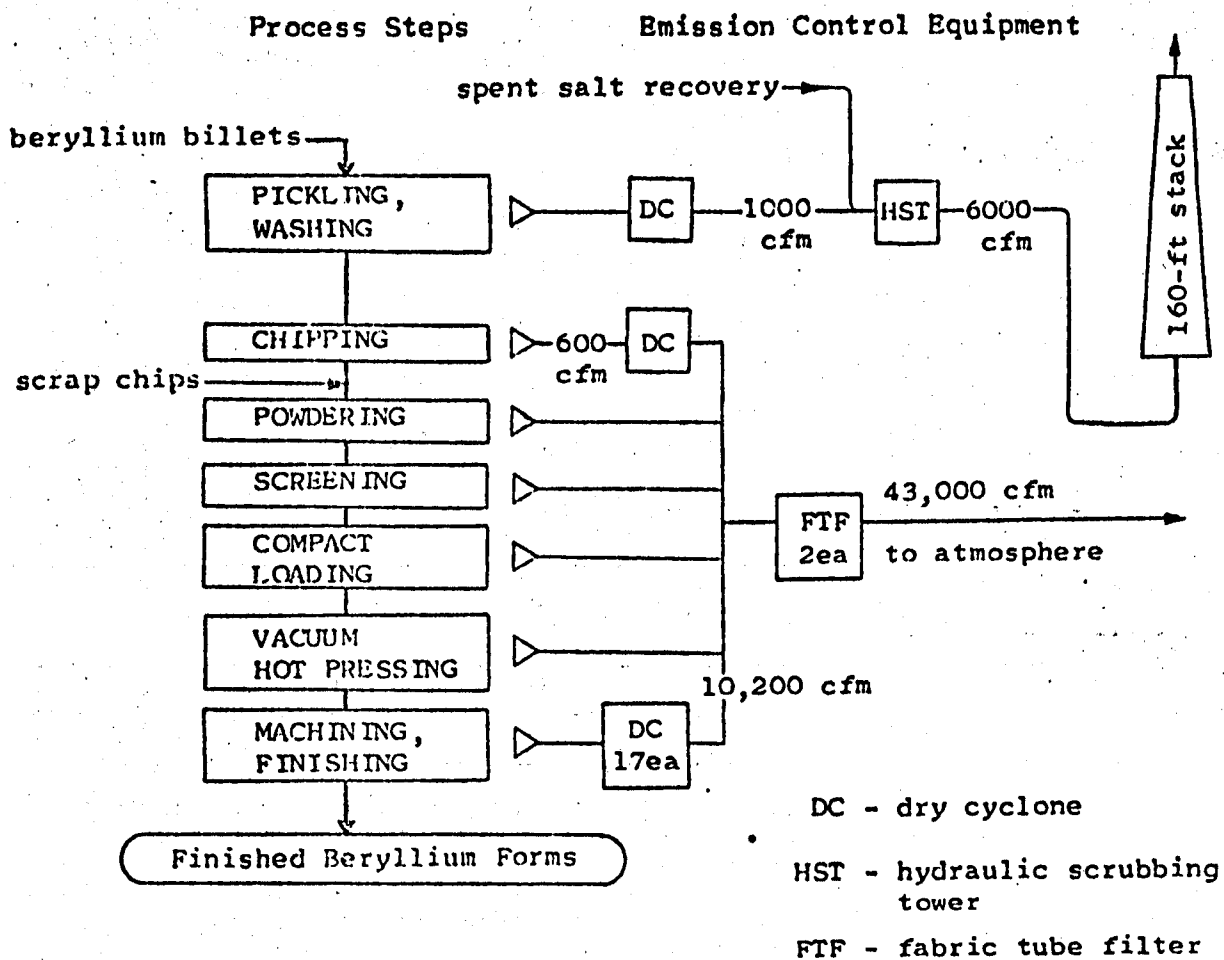 Process Steps
Emission Control Equipment
spent salt recovery
beryllium billets
PICKLING,
WASHING
DC
1000
cfm
HST
6000
cfm
160-ft stack
CHIPPING
600
cfm
DC
scrap chips
POWDERING
SCREENING
COMPACT
LOADING
FTF
2ea
43,000 cfm
to atmosphere
VACUUM
HOT PRESSING
10,200 cfm
MACHINING,
FINISHING
DC
17ea
Finished Beryllium Forms
DC - dry cyclone
HST - hydraulic scrubbing
tower
FTF - fabric tube filter